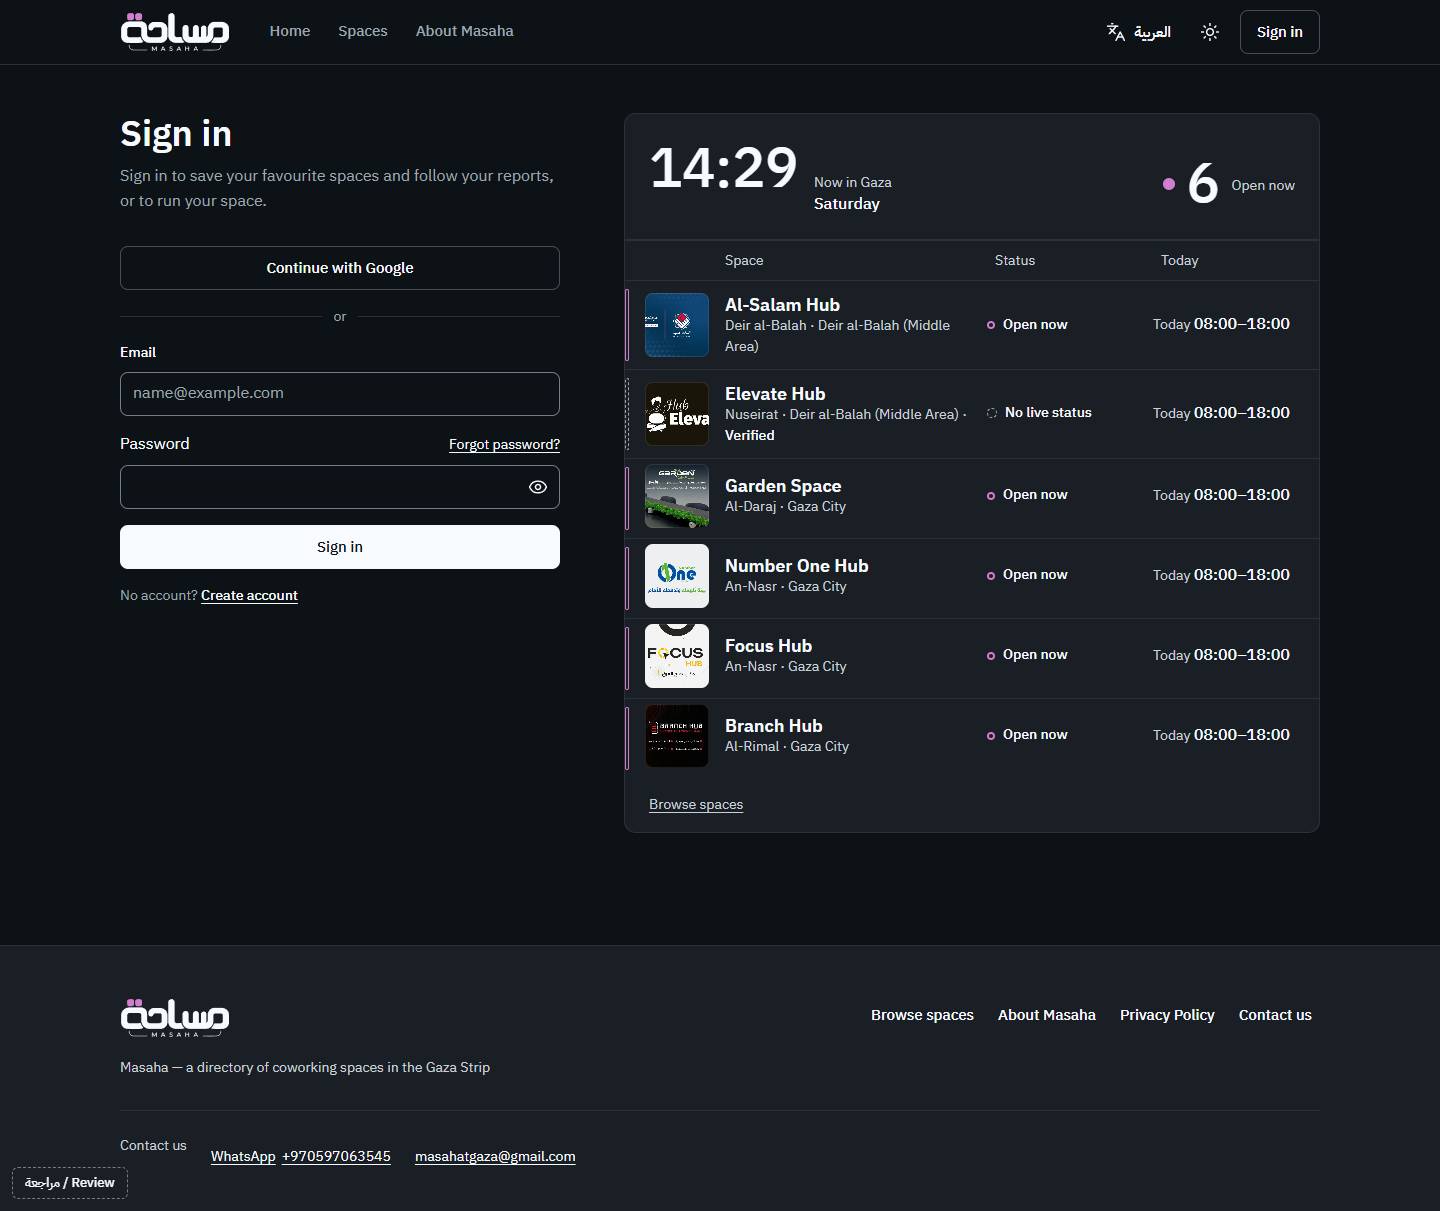 مساحة
MASAHA
Home
Spaces
About Masaha
العربية
Sign in
Sign in
Sign in to save your favourite spaces and follow your reports,
or to run your space.
Continue with Google
or
Email
name@example.com
Password
Forgot password?
Sign in
No account? Create account
14:29
Now in Gaza
Saturday
6
Open now
Space
Status
Today
Al-Salam Hub
Deir al-Balah · Deir al-Balah (Middle
Area)
Open now
Today 08:00–18:00
Hub
Eleva
Elevate Hub
Nuseirat · Deir al-Balah (Middle Area) ·
Verified
No live status
Today 08:00–18:00
GARDEN
Garden Space
Al-Daraj · Gaza City
Open now
Today 08:00–18:00
Number
One
Number One Hub
An-Nasr · Gaza City
Open now
Today 08:00–18:00
FOCUS
HUB
Focus Hub
An-Nasr · Gaza City
Open now
Today 08:00–18:00
BRANCH HUB
Branch Hub
Al-Rimal · Gaza City
Open now
Today 08:00–18:00
Browse spaces
مساحة
MASAHA
Browse spaces
About Masaha
Privacy Policy
Contact us
Masaha — a directory of coworking spaces in the Gaza Strip
Contact us
WhatsApp +970597063545
masahatgaza@gmail.com
مراجعة / Review